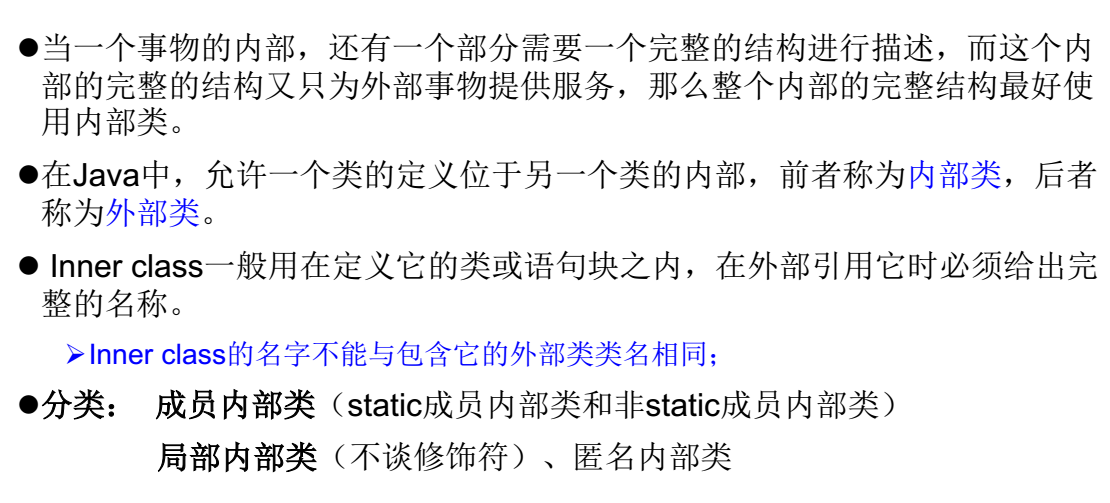 ●当一个事物的内部，还有一个部分需要一个完整的结构进行描述，而这个内
部的完整的结构又只为外部事物提供服务，那么整个内部的完整结构最好使
用内部类。
●在Java中，允许一个类的定义位于另一个类的内部，前者称为内部类，后者
称为外部类。
● Inner class一般用在定义它的类或语句块之内，在外部引用它时必须给出完
整的名称。
➢Inner class的名字不能与包含它的外部类类名相同；
●分类： 成员内部类（static成员内部类和非static成员内部类）
局部内部类（不谈修饰符）、匿名内部类